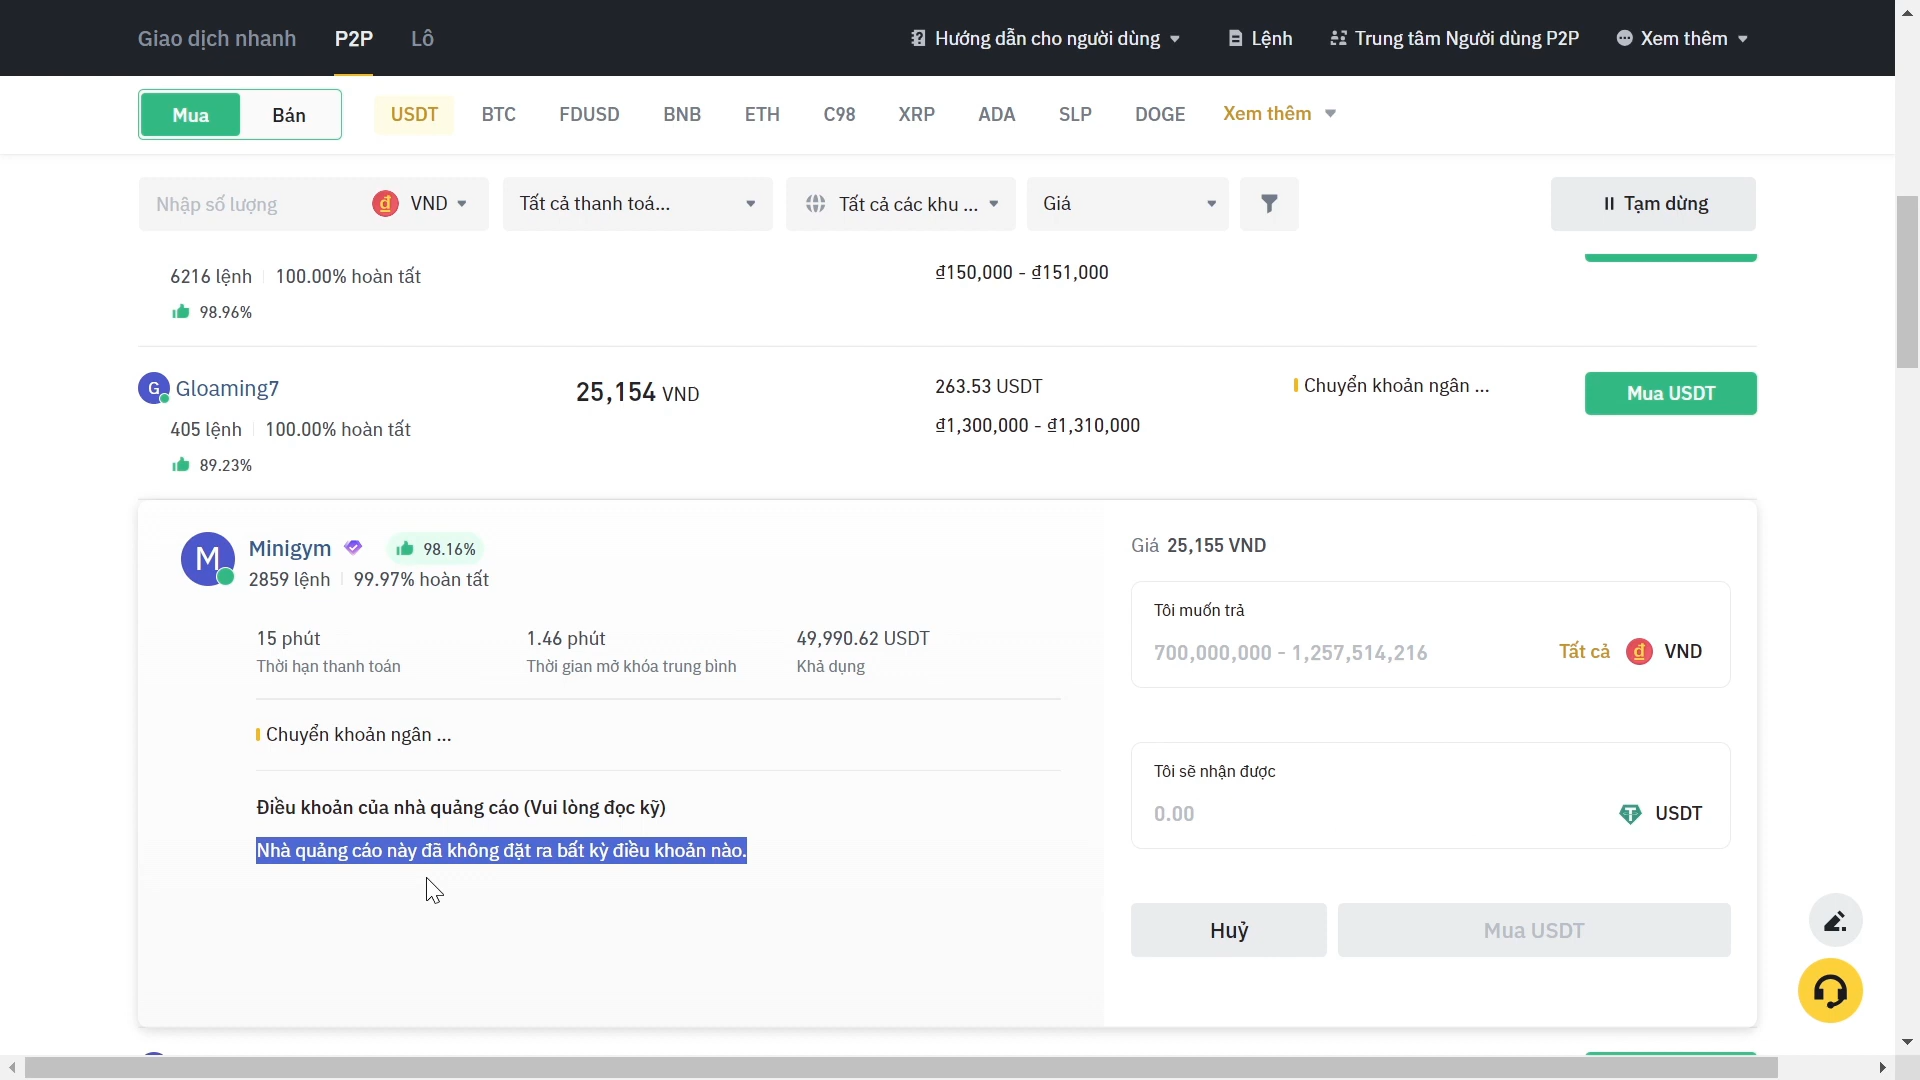 Giao dịch nhanh P2P Lô Hướng dẫn cho người dùng Lệnh Trung tâm Người dùng P2P Xem thêm
Mua Bán USDT BTC FDUSD BNB ETH C98 XRP ADA SLP DOGE Xem thêm
Nhập số lượng đ VND Tất cả thanh toá... Tất cả các khu ... Giá Tạm dừng
6216 lệnh 100.00% hoàn tất ₫150,000 - ₫151,000
98.96%
G Gloaming7 25,154 VND 263.53 USDT Chuyển khoản ngân ... Mua USDT
405 lệnh 100.00% hoàn tất ₫1,300,000 - ₫1,310,000
89.23%
M Minigym 98.16% Giá 25,155 VND
2859 lệnh 99.97% hoàn tất
Tôi muốn trả
15 phút 1.46 phút 49,990.62 USDT
700,000,000 - 1,257,514,216 Tất cả đ VND
Thời hạn thanh toán Thời gian mở khóa trung bình Khả dụng
Chuyển khoản ngân ...
Tôi sẽ nhận được
Điều khoản của nhà quảng cáo (Vui lòng đọc kỹ)
0.00 USDT
Nhà quảng cáo này đã không đặt ra bất kỳ điều khoản nào.
Huỷ Mua USDT